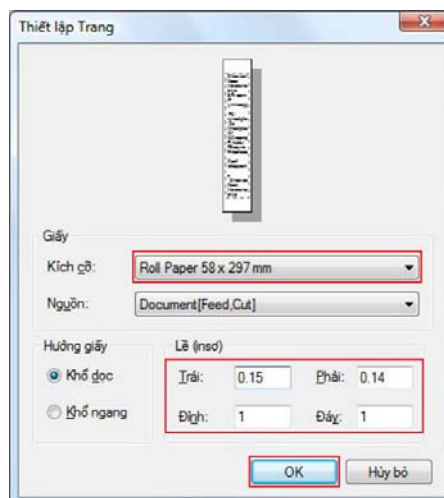 Thiết lập Trang
Giấy
Kích cỡ: Roll Paper 58 x 297 mm
Nguồn: Document[Feed,Cut]
Hướng giấy
Khổ dọc
Khổ ngang
Lề (insơ)
Trái: 0.15 Phải: 0.14
Đỉnh: 1 Đáy: 1
OK Hủy bỏ